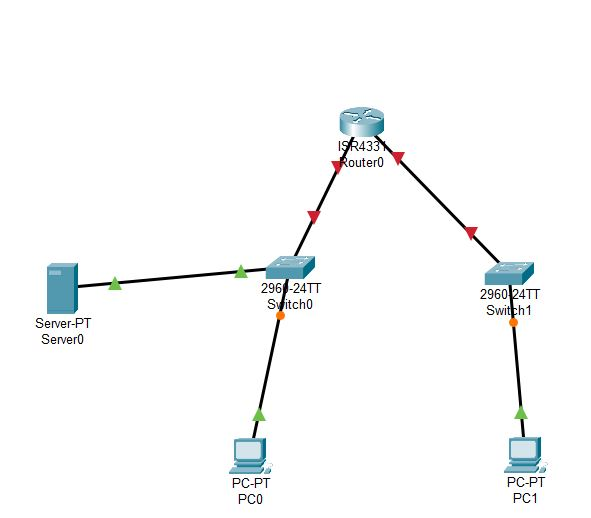 ISR4331
Router0
2960-24TT
Switch0
2960-24TT
Switch1
Server-PT
Server0
PC-PT
PC0
PC-PT
PC1